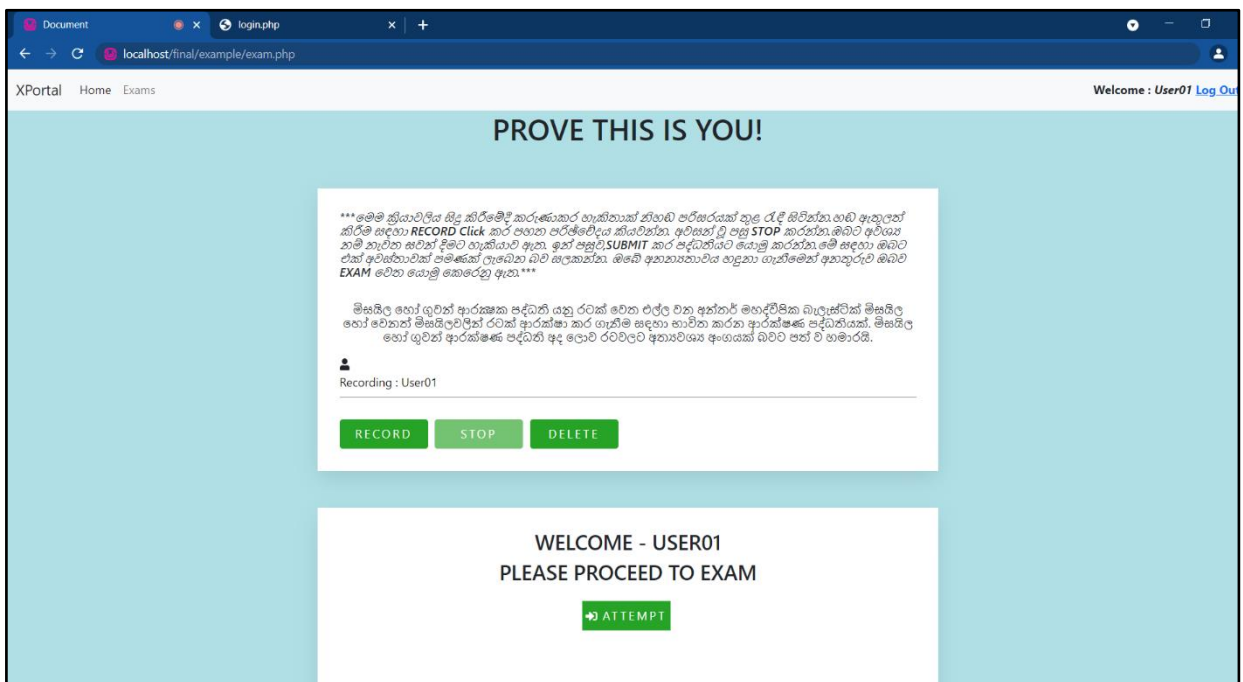 Document
login.php
localhost/final/example/exam.php
XPortal Home Exams
Welcome : User01 Log Out
PROVE THIS IS YOU!
***මෙම ක්‍රියාවලිය සිදු කිරීමේදී කරුණාකර හැකිතාක් නිහඬ පරිසරයක් තුළ රැඳී සිටින්න.හඬ ඇතුලත්
කිරීම සඳහා RECORD Click කර පහත පරිච්ඡේදය කියවන්න. අවසන් වූ පසු STOP කරන්න.ඔබට අවශ්‍ය
නම් නැවත සවන් දීමට හැකියාව ඇත. ඉන් පසුව,SUBMIT කර පද්ධතියට යොමු කරන්න.මේ සඳහා ඔබට
එක් අවස්තාවක් පමණක් ලැබෙන බව සලකන්න. ඔබේ අනන්‍යතාවය හඳුනා ගැනීමෙන් අනතුරුව ඔබව
EXAM වෙත යොමු කෙරෙනු ඇත.***
මිසයිල හෝ ගුවන් ආරක්‍ෂක පද්ධති යනු රටක් වෙත එල්ල වන අන්තර් මහද්වීපික බැලැස්ටික් මිසයිල
හෝ වෙනත් මිසයිලවලින් රටක් ආරක්ෂා කර ගැනීම සඳහා භාවිත කරන ආරක්ෂණ පද්ධතියක්. මිසයිල
හෝ ගුවන් ආරක්ෂණ පද්ධති අද ලොව රටවලට අත්‍යවශ්‍ය අංගයක් බවට පත් ව හමාරයි.
Recording : User01
RECORD STOP DELETE
WELCOME - USER01
PLEASE PROCEED TO EXAM
ATTEMPT